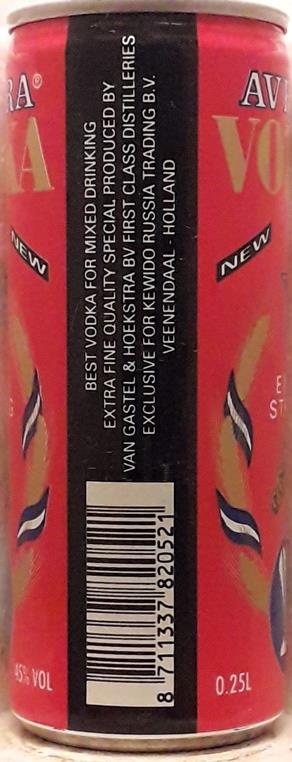 RA®
KA
NEW
G
45% VOL
BEST VODKA FOR MIXED DRINKING
EXTRA FINE QUALITY SPECIAL PRODUCED BY
VAN GASTEL & HOEKSTRA BV FIRST CLASS DISTILLERIES
EXCLUSIVE FOR KEWIDO RUSSIA TRADING B.V.
VEENENDAAL - HOLLAND
8 711337 820521
AV
VO
NEW
E
ST
0.25L